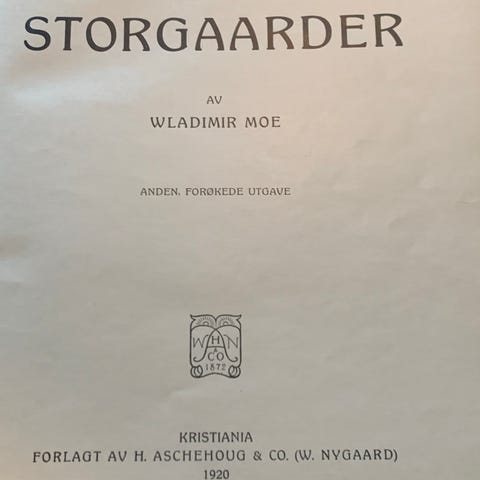 STORGAARDER
AV
WLADIMIR MOE
ANDEN, FORØKEDE UTGAVE
W H N
A
& CO
1872
KRISTIANIA
FORLAGT AV H. ASCHEHOUG & CO. (W. NYGAARD)
1920